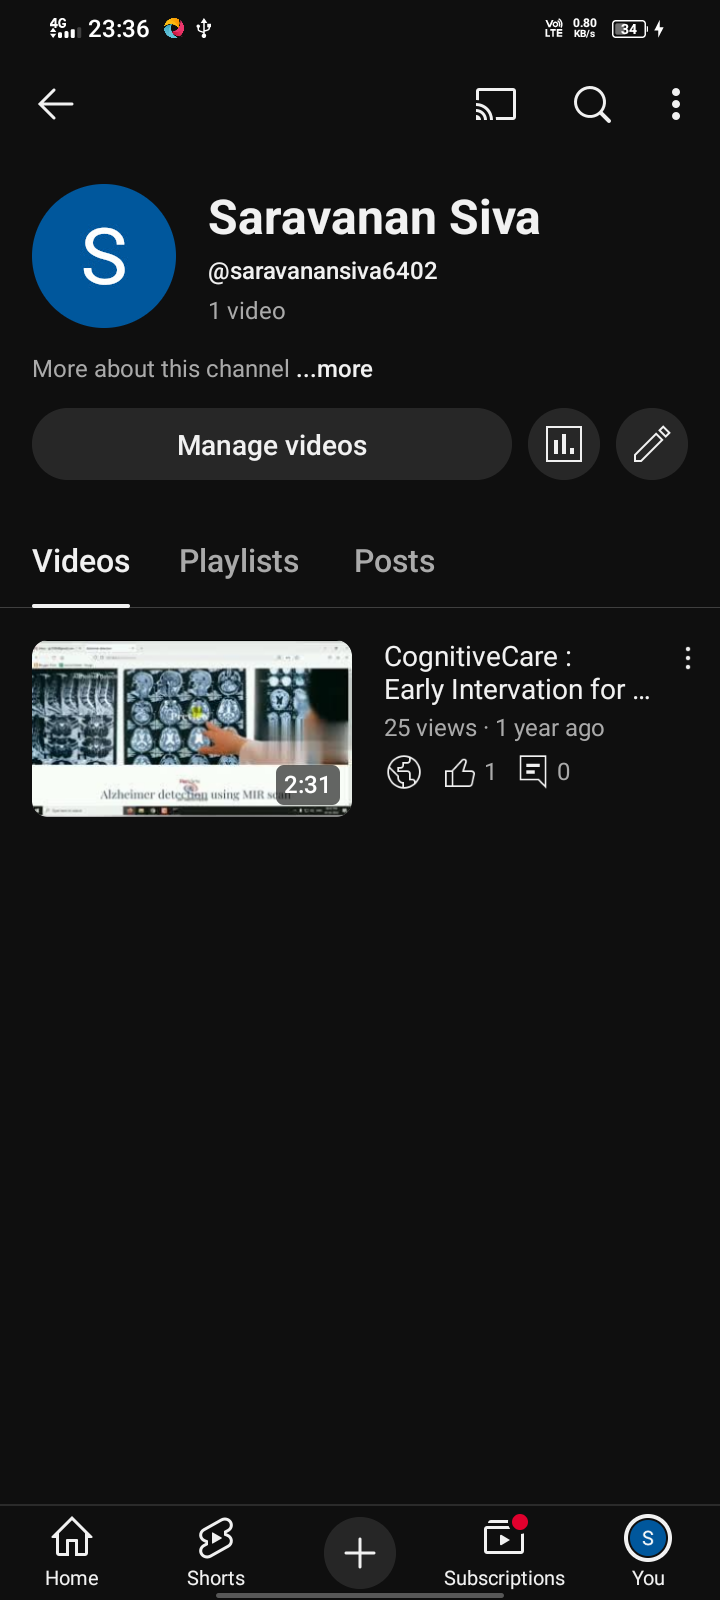 4G 23:36 Vo) LTE 0.80 KB/s 34
S
Saravanan Siva
@saravanansiva6402
1 video
More about this channel ...more
Manage videos
Videos Playlists Posts
CognitiveCare :
Early Intervation for ...
25 views · 1 year ago
1 0
Alzheimer detection using MIR scan
2:31
Home Shorts Subscriptions S You